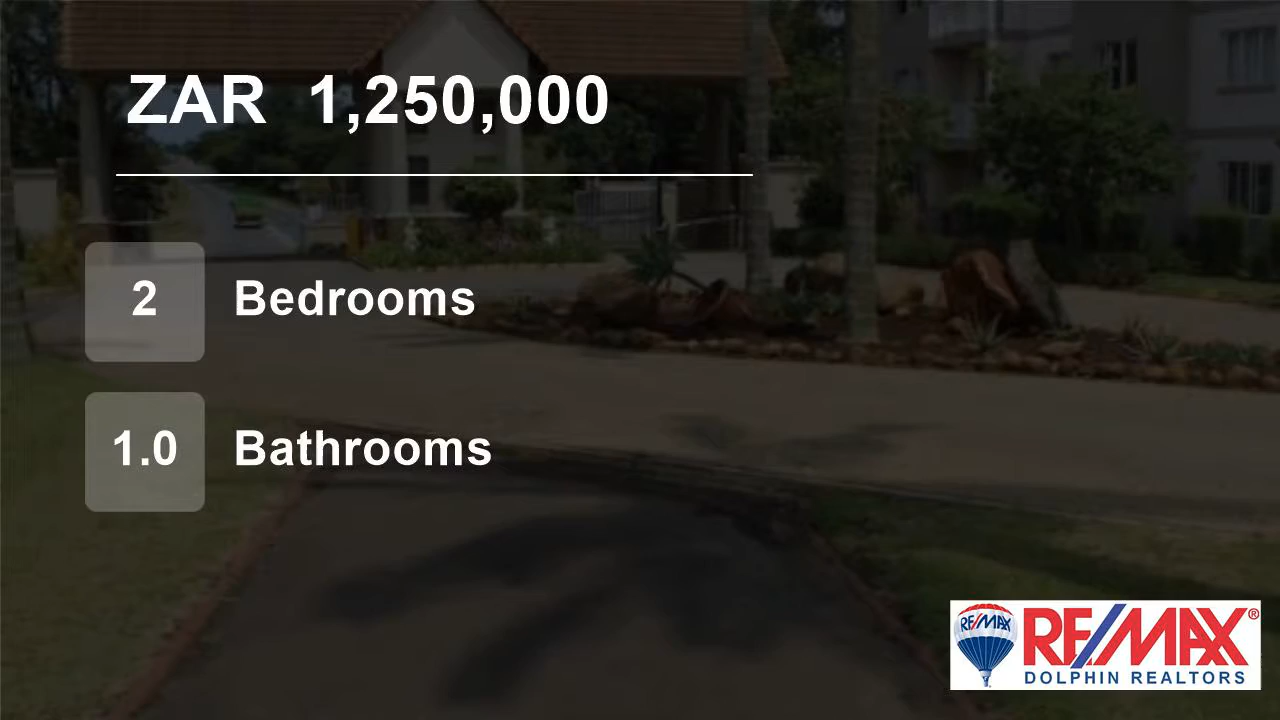 ZAR 1,250,000
2 Bedrooms
1.0 Bathrooms
RE/MAX
RE/MAX®
DOLPHIN REALTORS